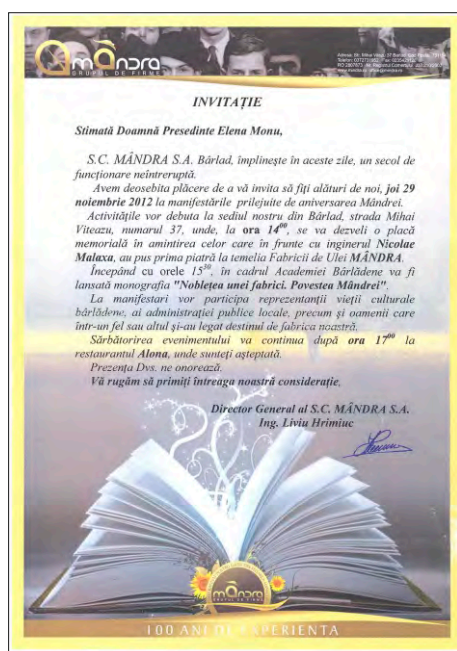 mÂndra
GRUPUL DE FIRME
INVITAȚIE
Stimată Doamnă Presedinte Elena Monu,
S.C. MÂNDRA S.A. Bârlad, împlinește în aceste zile, un secol de
funcționare neîntreruptă.
Avem deosebita plăcere de a vă invita să fiți alături de noi, joi 29
noiembrie 2012 la manifestările prilejuite de aniversarea Mândrei.
Activitățile vor debuta la sediul nostru din Bârlad, strada Mihai
Viteazu, numarul 37, unde, la ora 14⁰⁰, se va dezveli o placă
memorială în amintirea celor care în frunte cu inginerul Nicolae
Malaxa, au pus prima piatră la temelia Fabricii de Ulei MÂNDRA.
Începând cu orele 15³⁰, în cadrul Academiei Bârlădene va fi
lansată monografia "Noblețea unei fabrici. Povestea Mândrei".
La manifestari vor participa reprezentanții vieții culturale
bârlădene, ai administrației publice locale, precum și oamenii care
într-un fel sau altul și-au legat destinul de fabrica noastră.
Sărbătorirea evenimentului va continua după ora 17⁰⁰ la
restaurantul Alona, unde sunteți așteptată.
Prezența Dvs. ne onorează.
Vă rugăm să primiți întreaga noastră considerație,
Director General al S.C. MÂNDRA S.A.
Ing. Liviu Hrimiuc
mÂndra
GRUPUL DE FIRME
100 ANI DE EXPERIENTA